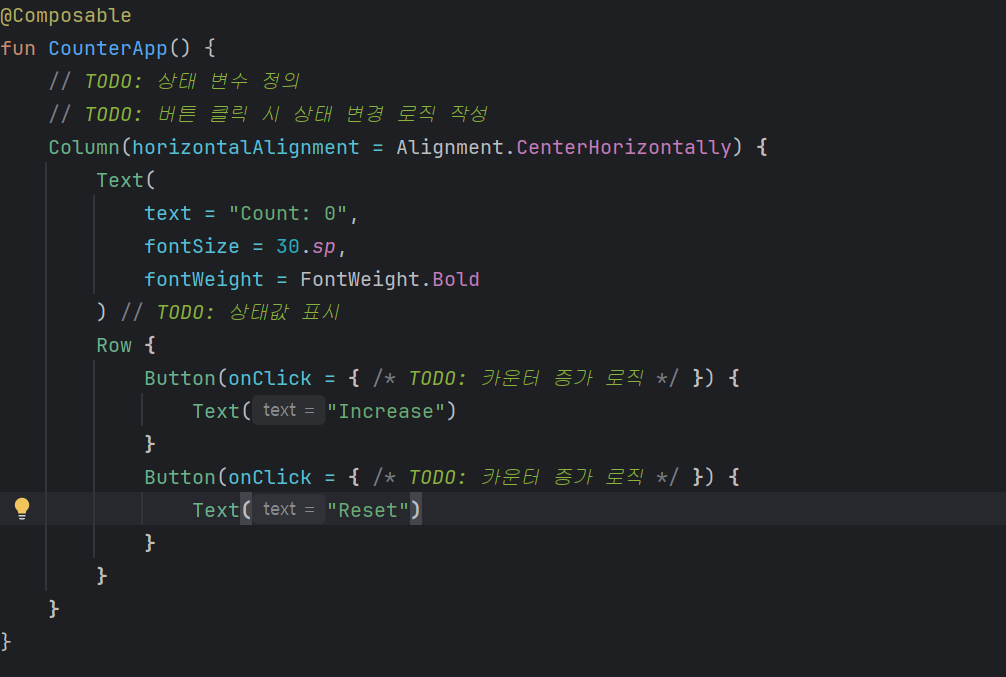 @Composable
fun CounterApp() {
    // TODO: 상태 변수 정의
    // TODO: 버튼 클릭 시 상태 변경 로직 작성
    Column(horizontalAlignment = Alignment.CenterHorizontally) {
        Text(
            text = "Count: 0",
            fontSize = 30.sp,
            fontWeight = FontWeight.Bold
        ) // TODO: 상태값 표시
        Row {
            Button(onClick = { /* TODO: 카운터 증가 로직 */ }) {
                Text( text = "Increase")
            }
            Button(onClick = { /* TODO: 카운터 증가 로직 */ }) {
                Text( text = "Reset")
            }
        }
    }
}